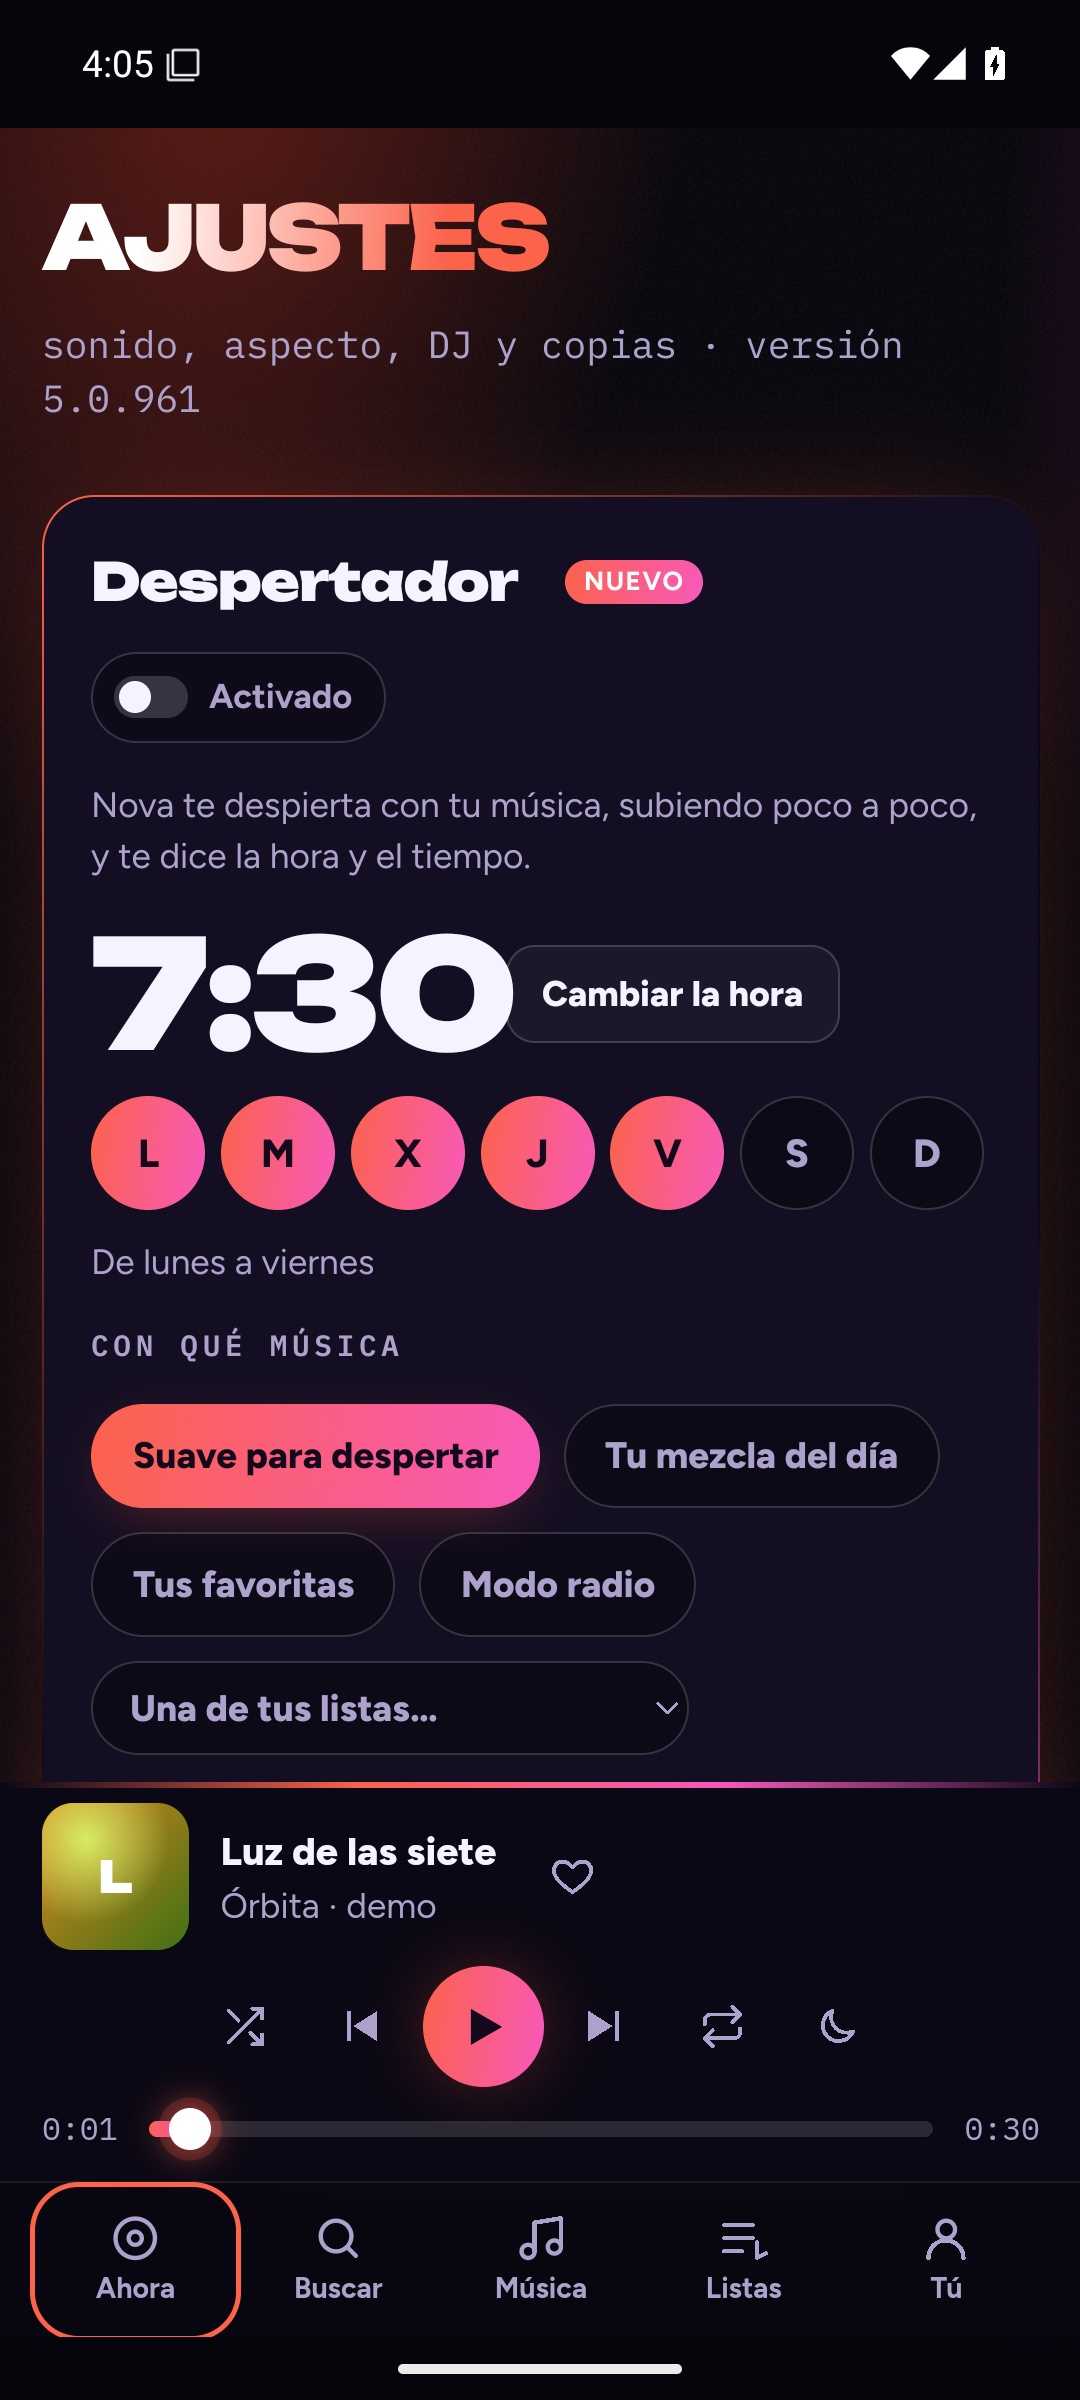 4:05
AJUSTES
sonido, aspecto, DJ y copias · versión
5.0.961
Despertador NUEVO
Activado
Nova te despierta con tu música, subiendo poco a poco,
y te dice la hora y el tiempo.
7:30 Cambiar la hora
L M X J V S D
De lunes a viernes
CON QUÉ MÚSICA
Suave para despertar Tu mezcla del día
Tus favoritas Modo radio
Una de tus listas...
L
Luz de las siete
Órbita · demo
0:01 0:30
Ahora Buscar Música Listas Tú